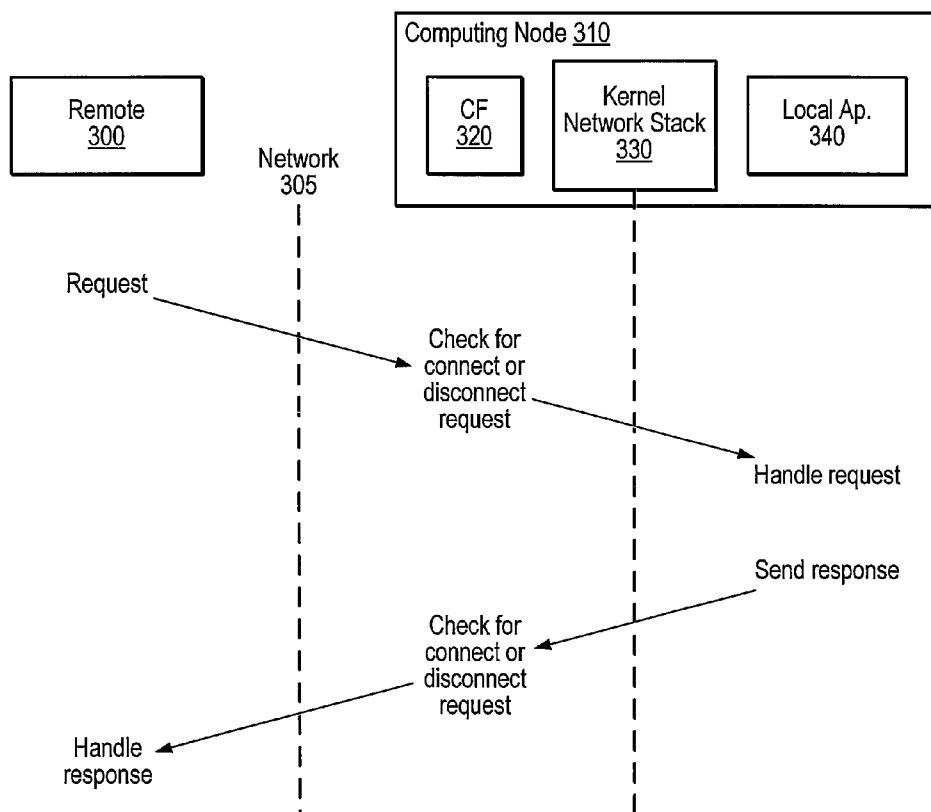 Computing Node 310
Remote
300
CF
320
Kernel
Network Stack
330
Local Ap.
340
Network
305
Request
Check for
connect or
disconnect
request
Handle request
Send response
Check for
connect or
disconnect
request
Handle
response